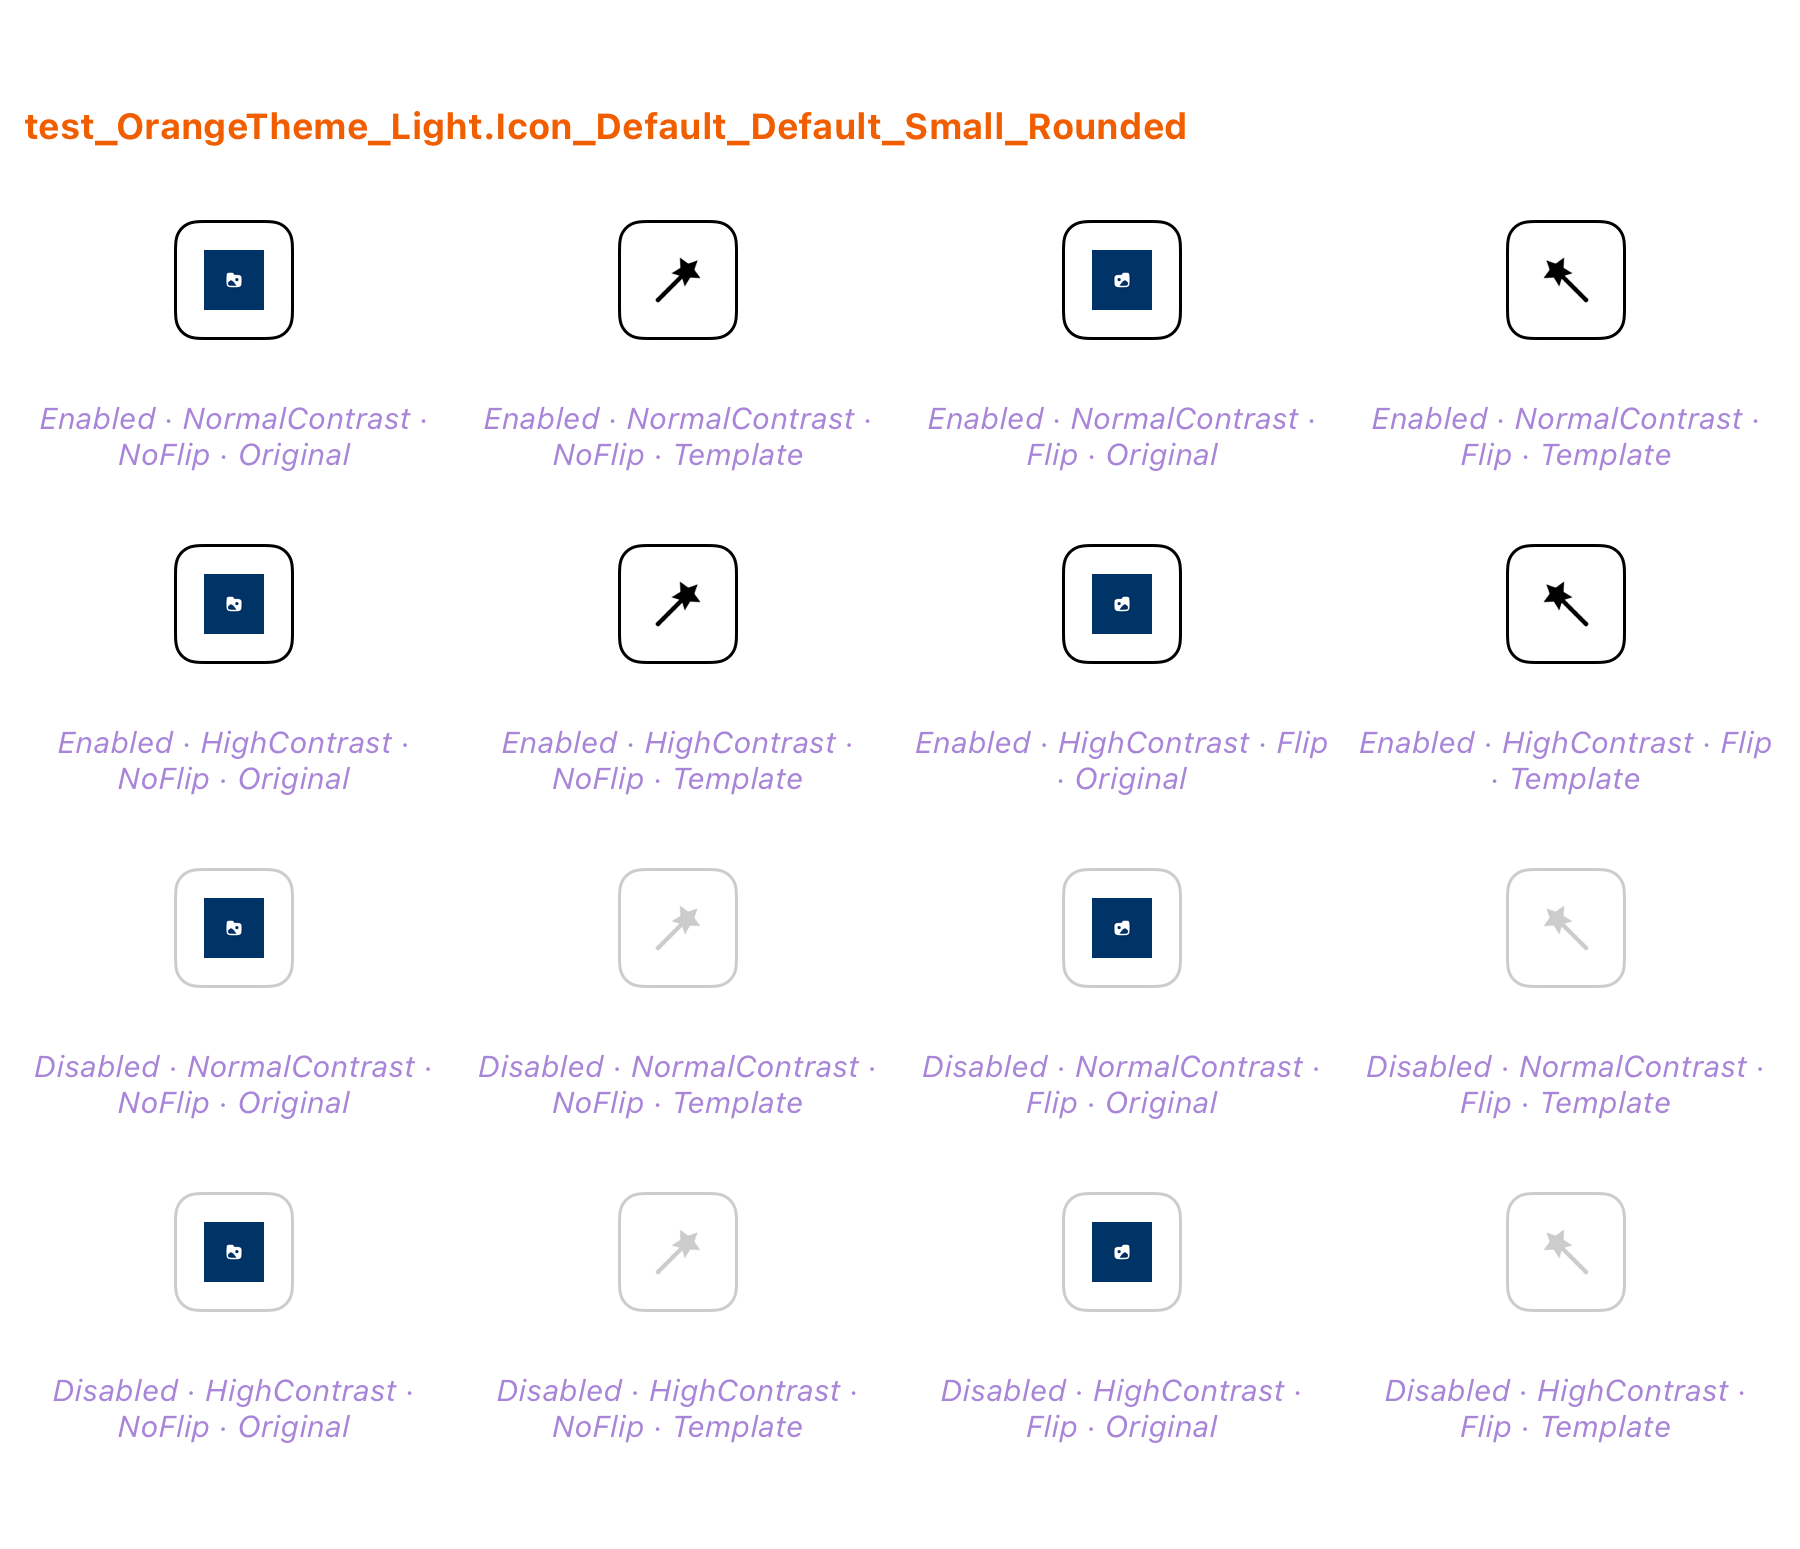 test_OrangeTheme_Light.Icon_Default_Default_Small_Rounded
Enabled · NormalContrast ·
NoFlip · Original
Enabled · NormalContrast ·
NoFlip · Template
Enabled · NormalContrast ·
Flip · Original
Enabled · NormalContrast ·
Flip · Template
Enabled · HighContrast ·
NoFlip · Original
Enabled · HighContrast ·
NoFlip · Template
Enabled · HighContrast · Flip
· Original
Enabled · HighContrast · Flip
· Template
Disabled · NormalContrast ·
NoFlip · Original
Disabled · NormalContrast ·
NoFlip · Template
Disabled · NormalContrast ·
Flip · Original
Disabled · NormalContrast ·
Flip · Template
Disabled · HighContrast ·
NoFlip · Original
Disabled · HighContrast ·
NoFlip · Template
Disabled · HighContrast ·
Flip · Original
Disabled · HighContrast ·
Flip · Template